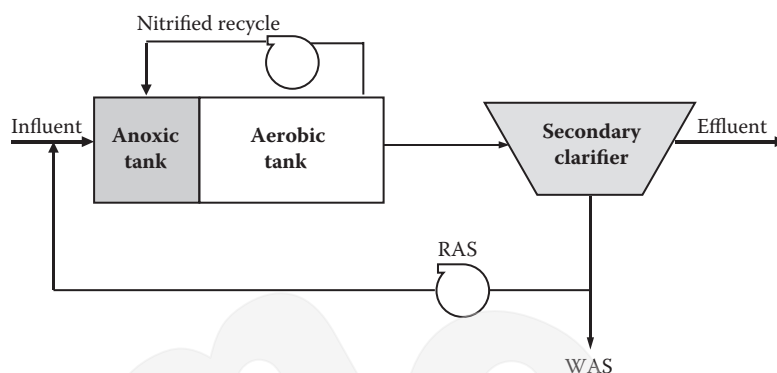 Nitrified recycle
Influent
Anoxic
tank
Aerobic
tank
Secondary
clarifier
Effluent
RAS
WAS